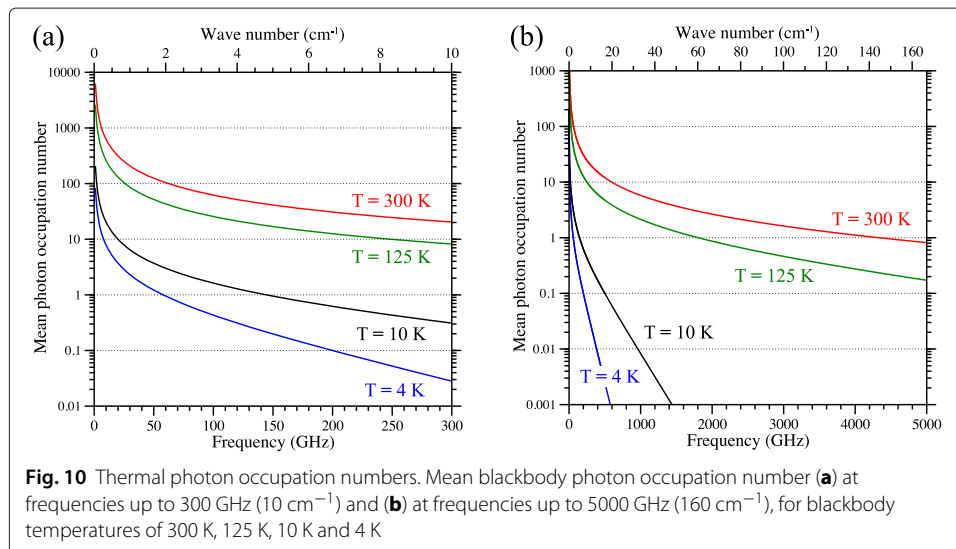 (a)
Wave number (cm⁻¹)
0 2 4 6 8 10
Mean photon occupation number
10000
1000
100
10
1
0.1
0.01
T = 300 K
T = 125 K
T = 10 K
T = 4 K
0 50 100 150 200 250 300
Frequency (GHz)
(b)
Wave number (cm⁻¹)
0 20 40 60 80 100 120 140 160
Mean photon occupation number
1000
100
10
1
0.1
0.01
0.001
T = 300 K
T = 125 K
T = 10 K
T = 4 K
0 1000 2000 3000 4000 5000
Frequency (GHz)
Fig. 10 Thermal photon occupation numbers. Mean blackbody photon occupation number (a) at
frequencies up to 300 GHz (10 cm⁻¹) and (b) at frequencies up to 5000 GHz (160 cm⁻¹), for blackbody
temperatures of 300 K, 125 K, 10 K and 4 K